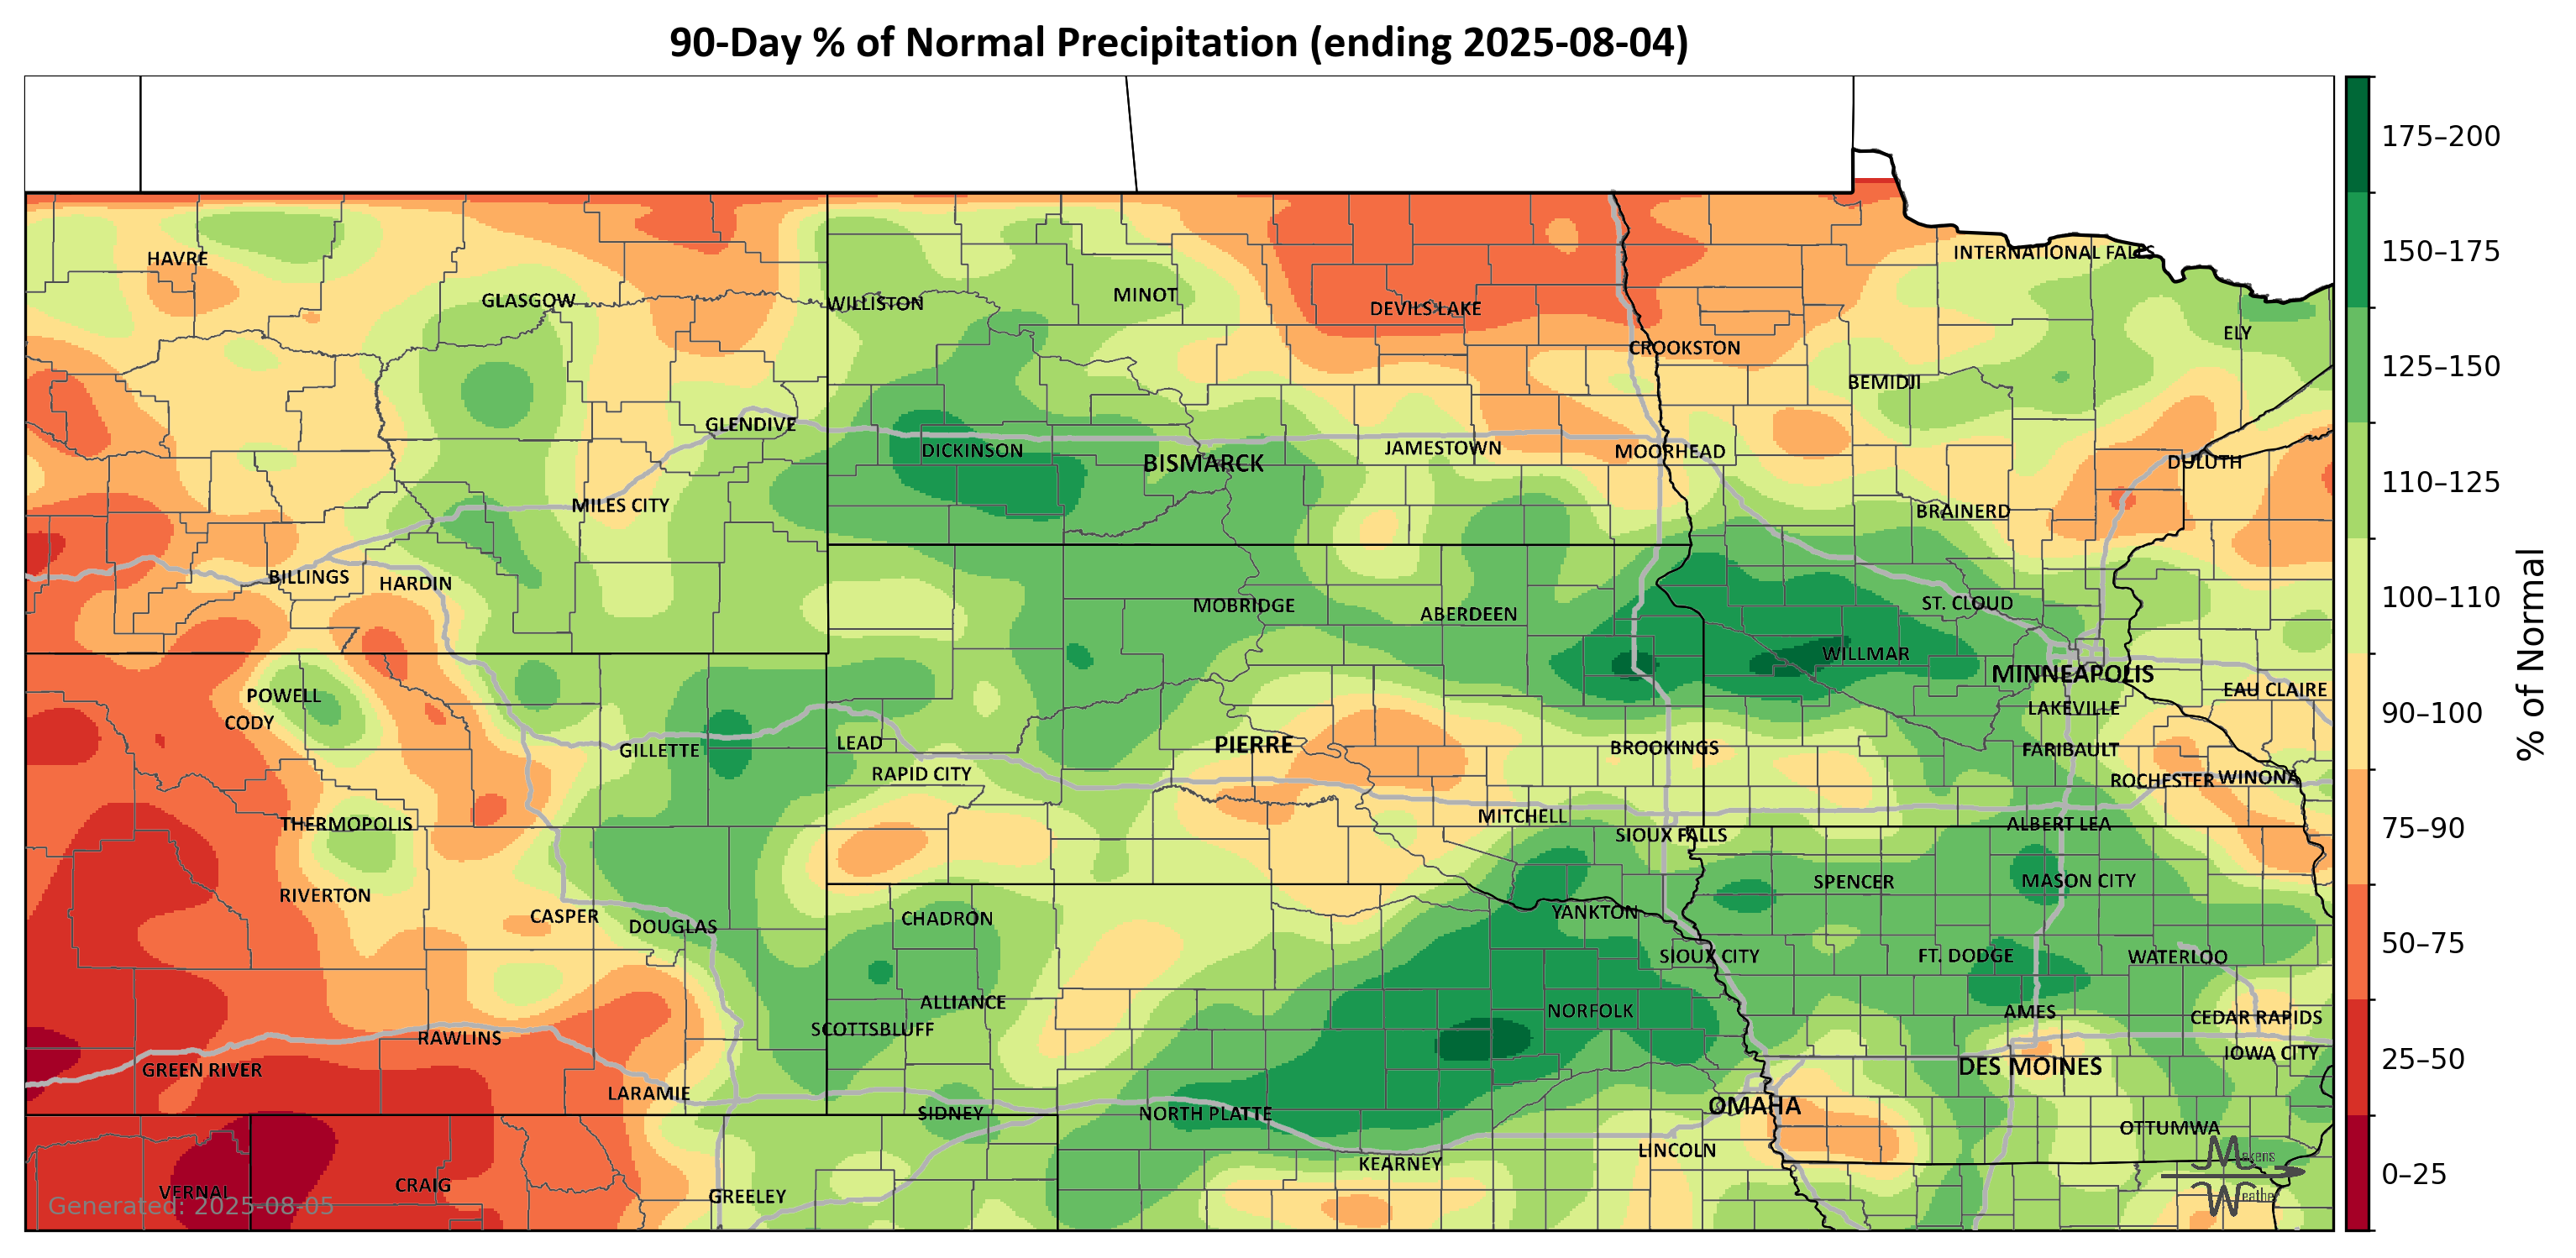 90-Day % of Normal Precipitation (ending 2025-08-04)
175–200
150–175
125–150
110–125
100–110
90–100
75–90
50–75
25–50
0–25
% of Normal
INTERNATIONAL FALLS
HAVRE
MINOT
GLASGOW
WILLISTON
DEVILS LAKE
ELY
CROOKSTON
BEMIDJI
GLENDIVE
DICKINSON
JAMESTOWN
MOORHEAD
BISMARCK
DULUTH
MILES CITY
BRAINERD
BILLINGS
HARDIN
MOBRIDGE
ABERDEEN
ST. CLOUD
WILLMAR
MINNEAPOLIS
POWELL
EAU CLAIRE
CODY
LAKEVILLE
GILLETTE
LEAD
PIERRE
BROOKINGS
FARIBAULT
RAPID CITY
ROCHESTER
WINONA
THERMOPOLIS
MITCHELL
SIOUX FALLS
ALBERT LEA
RIVERTON
SPENCER
MASON CITY
CASPER
DOUGLAS
CHADRON
YANKTON
SIOUX CITY
FT. DODGE
WATERLOO
ALLIANCE
NORFOLK
AMES
CEDAR RAPIDS
SCOTTSBLUFF
RAWLINS
GREEN RIVER
DES MOINES
IOWA CITY
LARAMIE
SIDNEY
NORTH PLATTE
OMAHA
OTTUMWA
LINCOLN
KEARNEY
VERNAL
CRAIG
GREELEY
Generated: 2025-08-05
Makens
Weather